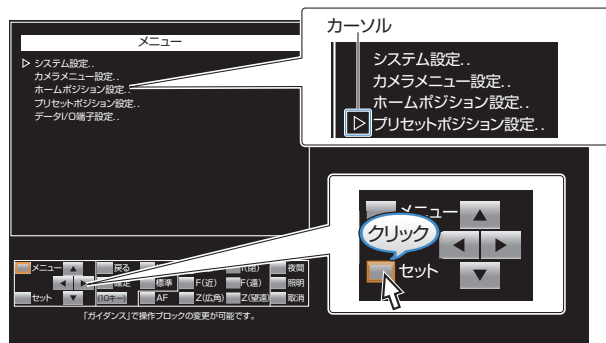 メニュー
システム設定..
カメラメニュー設定..
ホームポジション設定..
プリセットポジション設定..
データI/O端子設定..
カーソル
システム設定..
カメラメニュー設定..
ホームポジション設定..
プリセットポジション設定..
メニュー
クリック
セット
メニュー 戻る I(閉) 夜間
確定 標準 F(近) F(遠) 照明
セット (10キー) AF Z(広角) Z(望遠) 取消
「ガイダンス」で操作ブロックの変更が可能です。